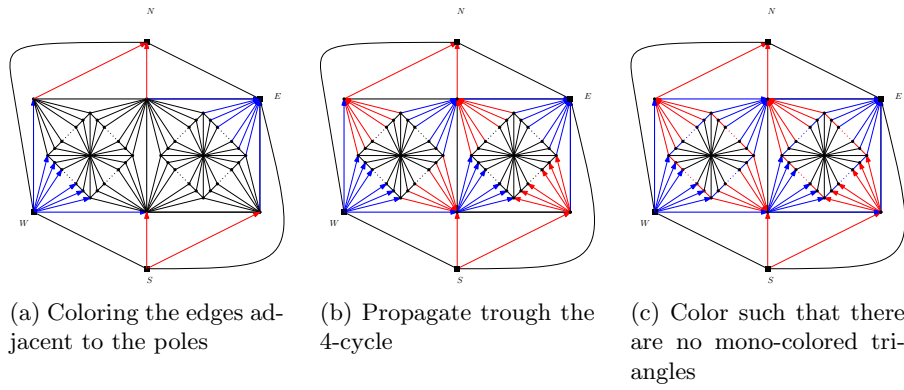 N N N
E E E
W W W
S S S
(a) Coloring the edges ad-
jacent to the poles
(b) Propagate trough the
4-cycle
(c) Color such that there
are no mono-colored tri-
angles